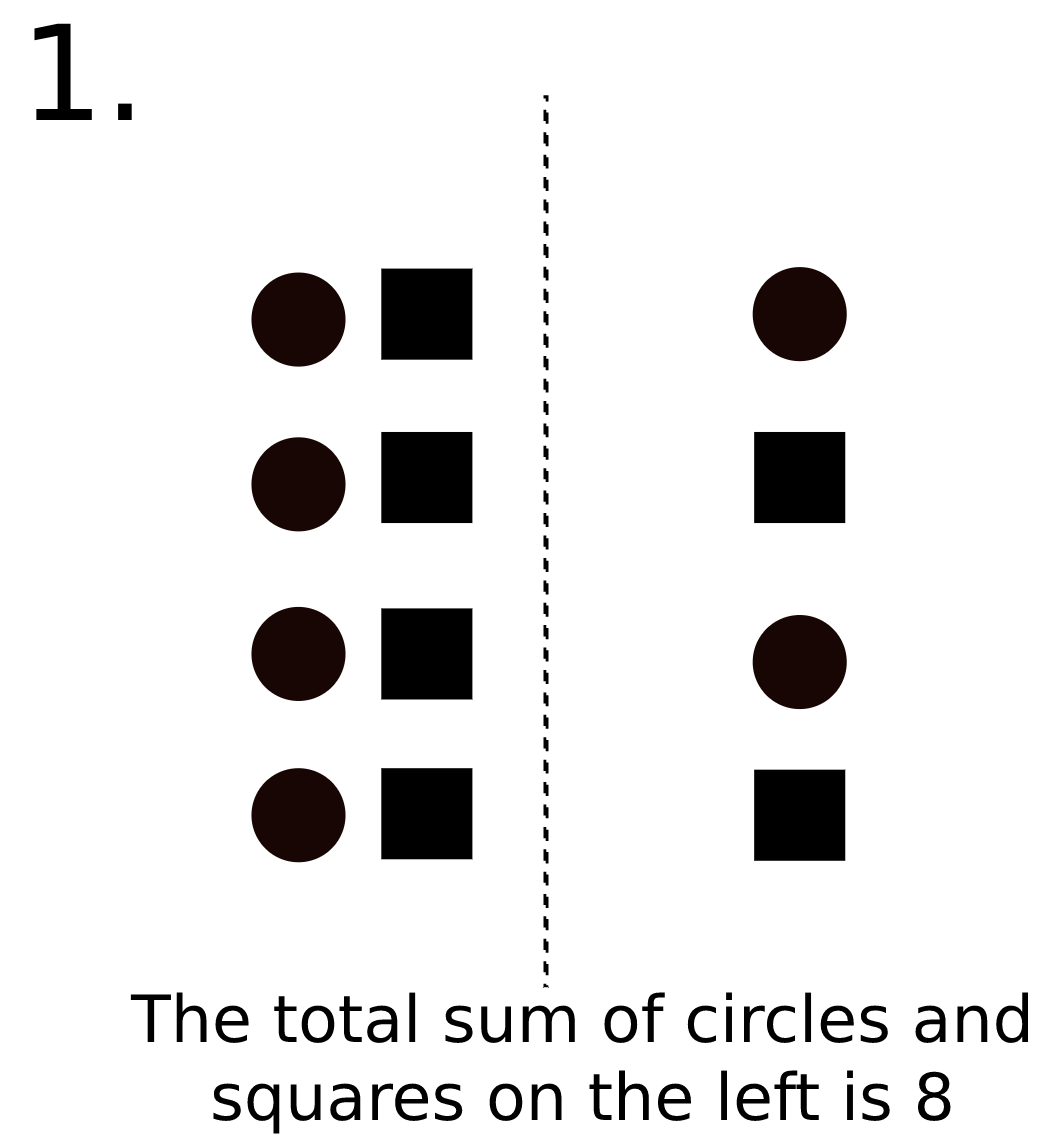 1.
The total sum of circles and
squares on the left is 8